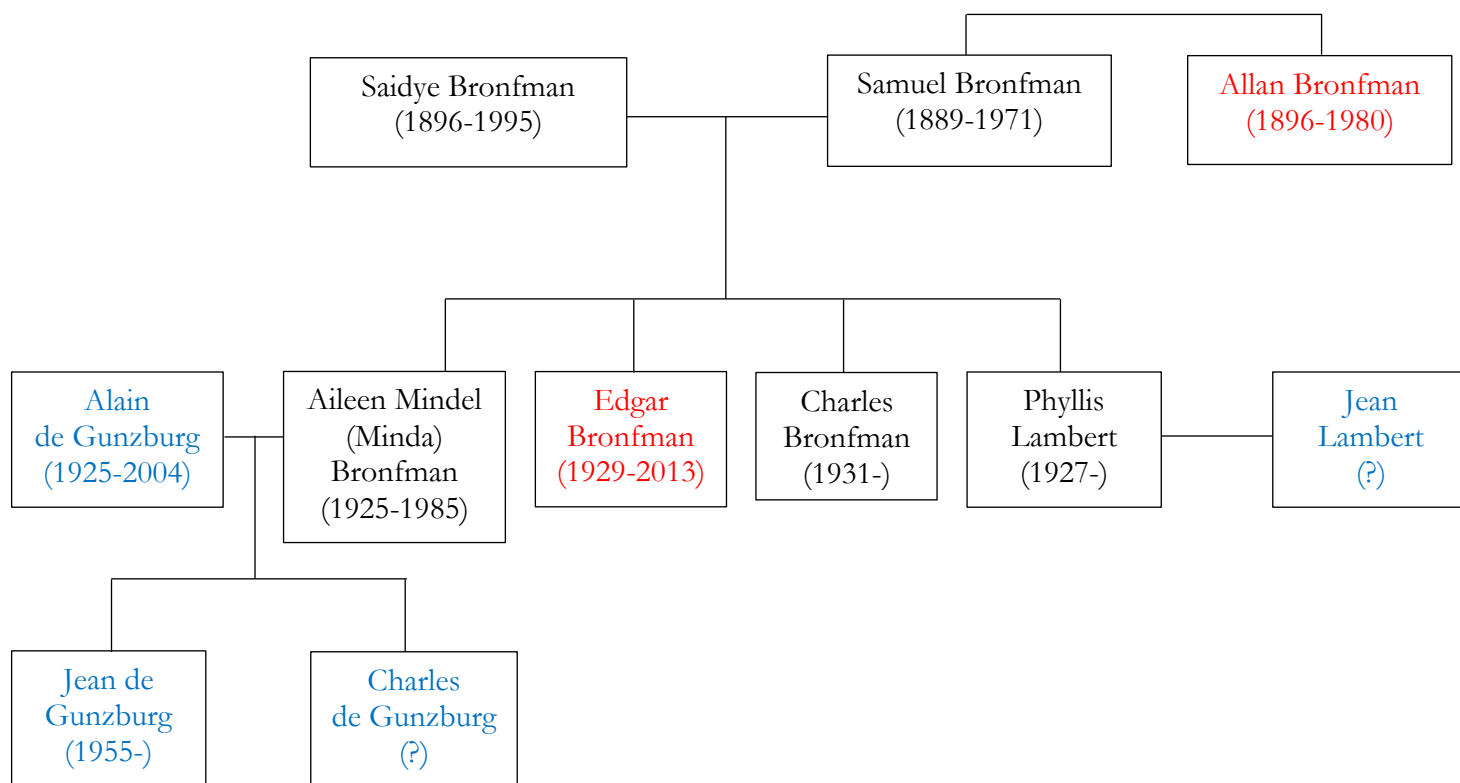 Saidye Bronfman
(1896-1995)
Samuel Bronfman
(1889-1971)
Allan Bronfman
(1896-1980)
Alain
de Gunzburg
(1925-2004)
Aileen Mindel
(Minda)
Bronfman
(1925-1985)
Edgar
Bronfman
(1929-2013)
Charles
Bronfman
(1931-)
Phyllis
Lambert
(1927-)
Jean
Lambert
(?)
Jean de
Gunzburg
(1955-)
Charles
de Gunzburg
(?)